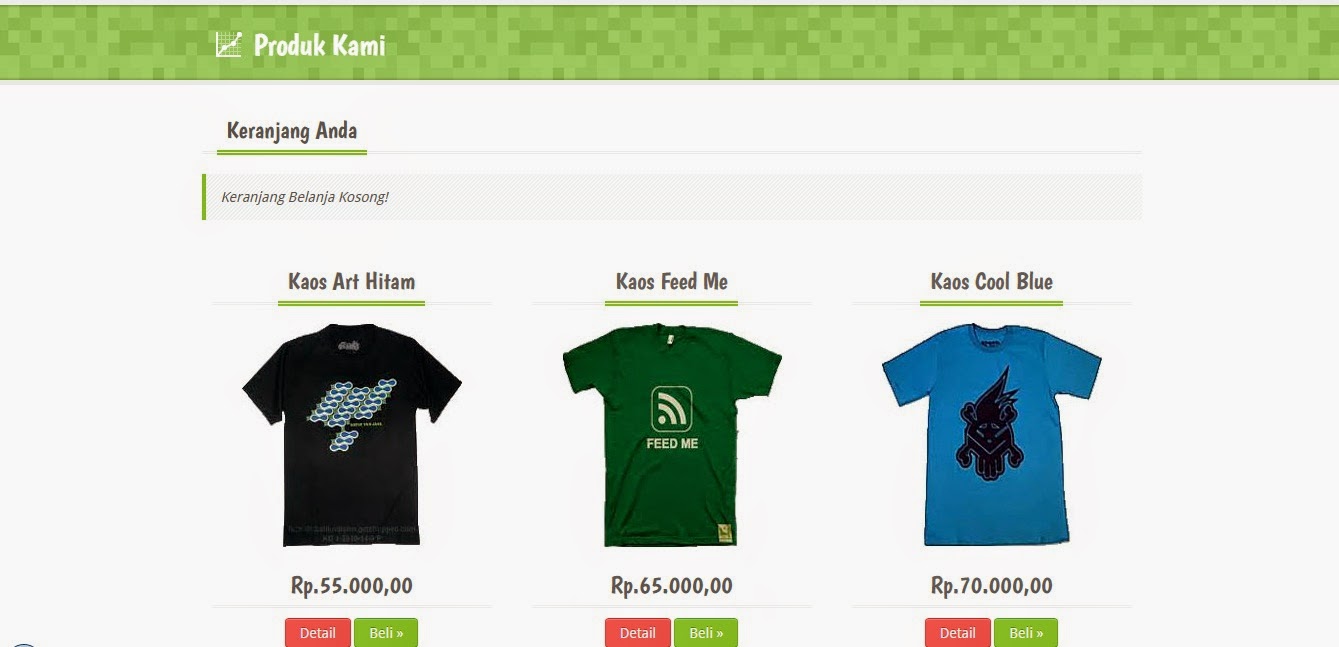 Produk Kami
Keranjang Anda
Keranjang Belanja Kosong!
Kaos Art Hitam
Kaos Feed Me
Kaos Cool Blue
FEED ME
Rp.55.000,00
Rp.65.000,00
Rp.70.000,00
Detail Beli »
Detail Beli »
Detail Beli »